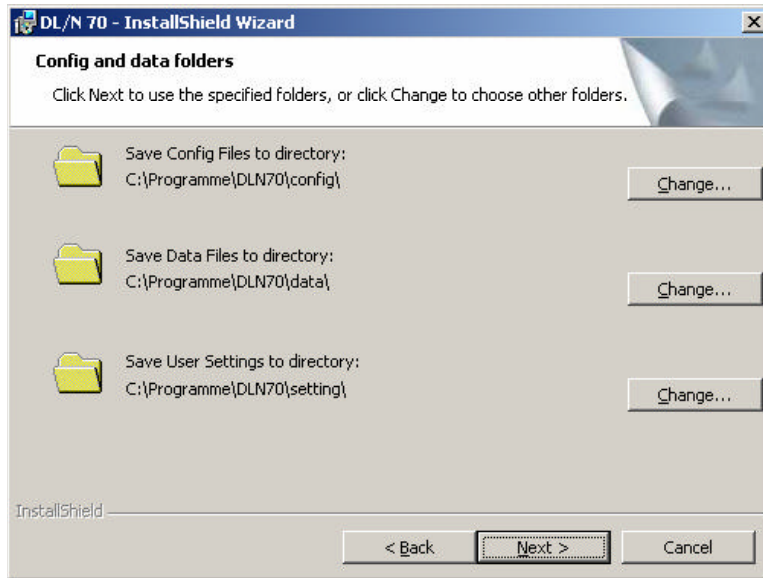 DL/N 70 - InstallShield Wizard
Config and data folders
Click Next to use the specified folders, or click Change to choose other folders.
Save Config Files to directory:
C:\Programme\DLN70\config\
Change...
Save Data Files to directory:
C:\Programme\DLN70\data\
Change...
Save User Settings to directory:
C:\Programme\DLN70\setting\
Change...
InstallShield
< Back
Next >
Cancel